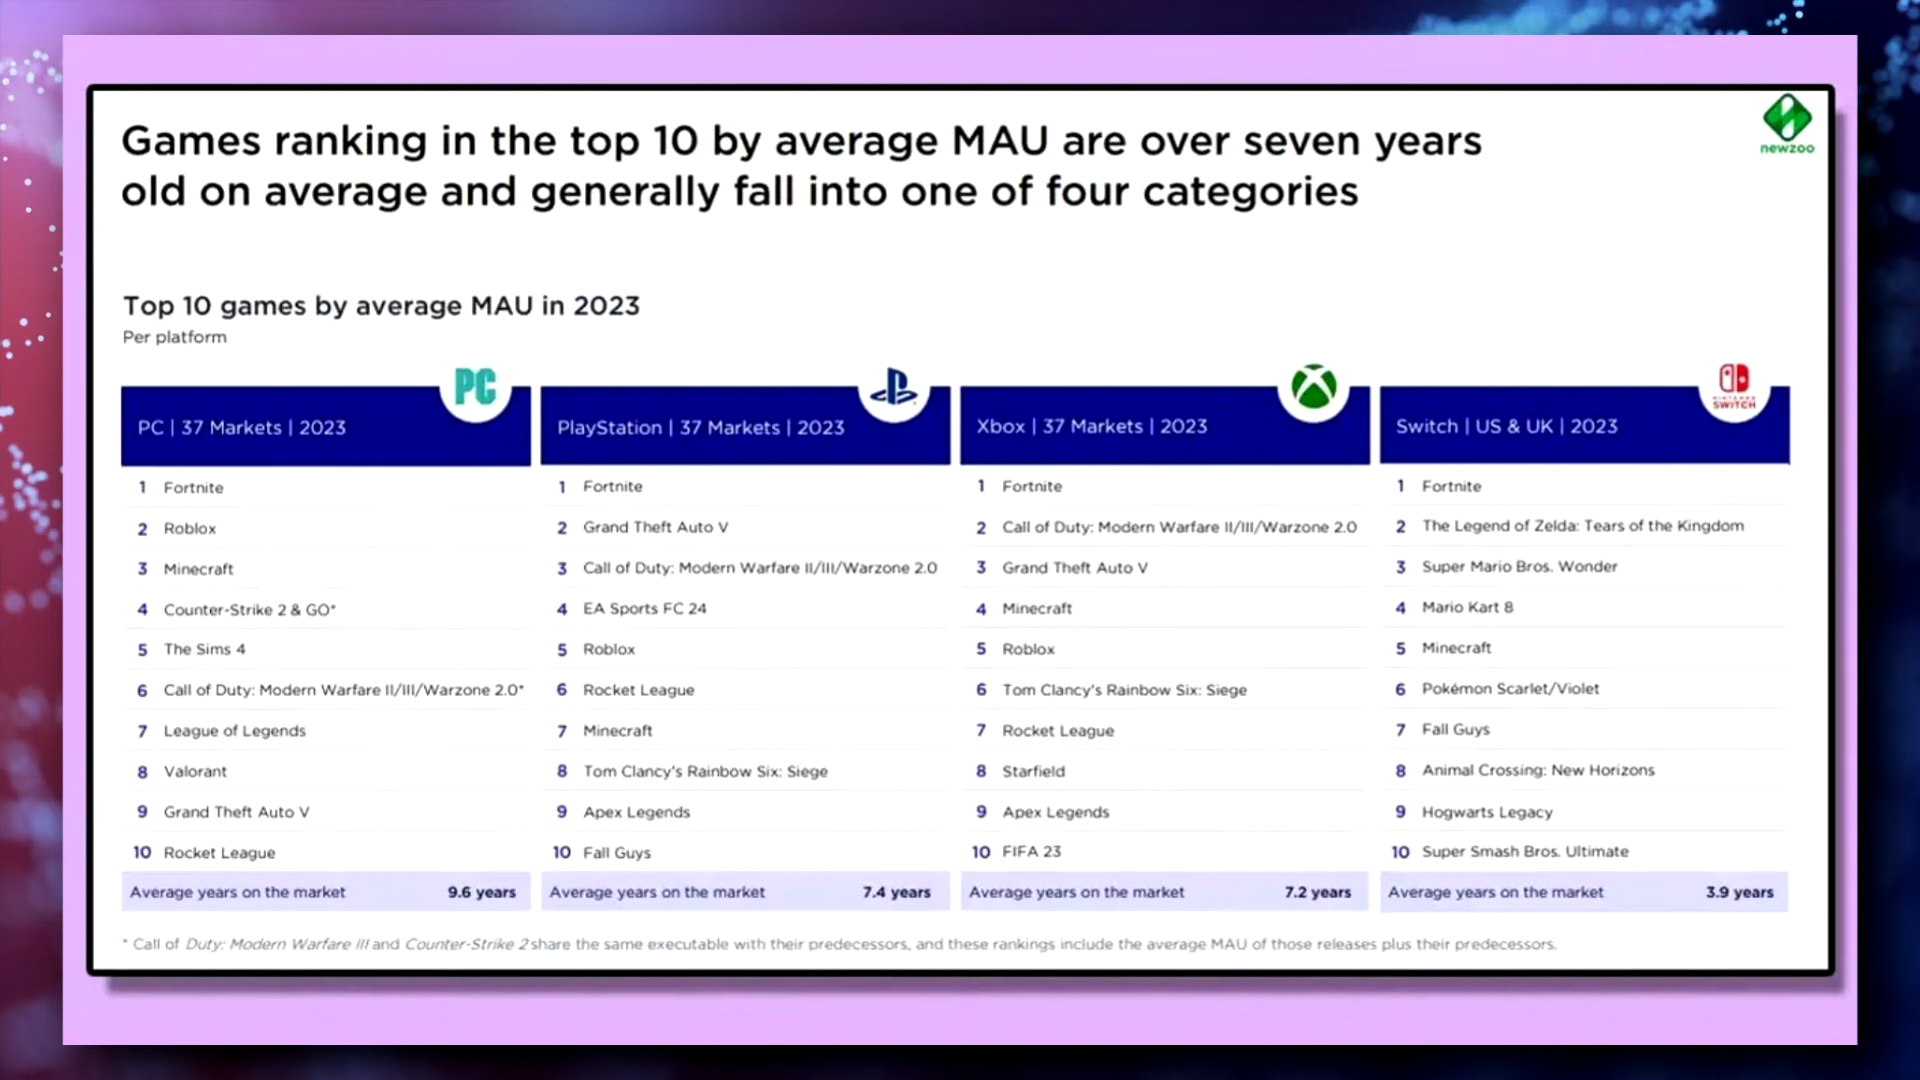 newzoo
Games ranking in the top 10 by average MAU are over seven years
old on average and generally fall into one of four categories
Top 10 games by average MAU in 2023
Per platform
PC
PC | 37 Markets | 2023
1 Fortnite
2 Roblox
3 Minecraft
4 Counter-Strike 2 & GO*
5 The Sims 4
6 Call of Duty: Modern Warfare II/III/Warzone 2.0*
7 League of Legends
8 Valorant
9 Grand Theft Auto V
10 Rocket League
Average years on the market 9.6 years
PlayStation | 37 Markets | 2023
1 Fortnite
2 Grand Theft Auto V
3 Call of Duty: Modern Warfare II/III/Warzone 2.0
4 EA Sports FC 24
5 Roblox
6 Rocket League
7 Minecraft
8 Tom Clancy's Rainbow Six: Siege
9 Apex Legends
10 Fall Guys
Average years on the market 7.4 years
Xbox | 37 Markets | 2023
1 Fortnite
2 Call of Duty: Modern Warfare II/III/Warzone 2.0
3 Grand Theft Auto V
4 Minecraft
5 Roblox
6 Tom Clancy's Rainbow Six: Siege
7 Rocket League
8 Starfield
9 Apex Legends
10 FIFA 23
Average years on the market 7.2 years
NINTENDO
SWITCH
Switch | US & UK | 2023
1 Fortnite
2 The Legend of Zelda: Tears of the Kingdom
3 Super Mario Bros. Wonder
4 Mario Kart 8
5 Minecraft
6 Pokémon Scarlet/Violet
7 Fall Guys
8 Animal Crossing: New Horizons
9 Hogwarts Legacy
10 Super Smash Bros. Ultimate
Average years on the market 3.9 years
* Call of Duty: Modern Warfare III and Counter-Strike 2 share the same executable with their predecessors, and these rankings include the average MAU of those releases plus their predecessors.